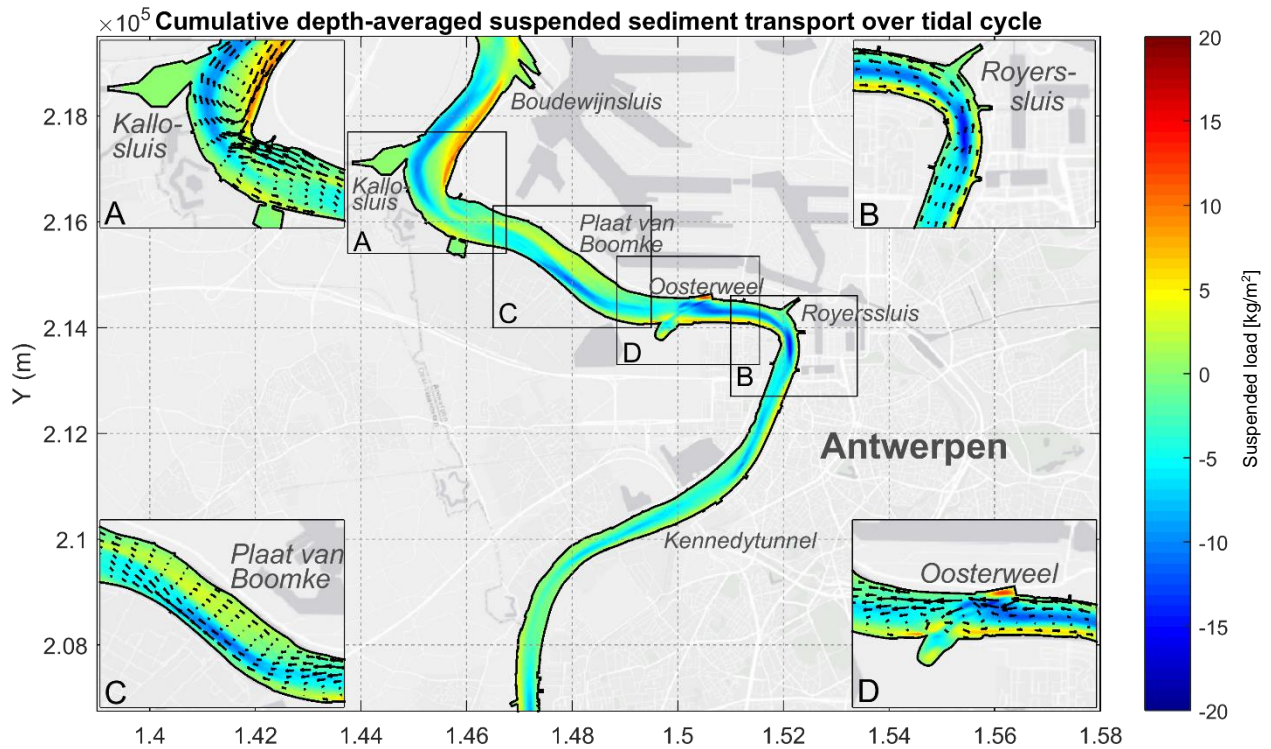 ×10⁵ Cumulative depth-averaged suspended sediment transport over tidal cycle
Kallo-
sluis
A
Boudewijnsluis
Royers-
sluis
B
Kallo-
sluis
A
Plaat van
Boomke
C
Oosterweel
D
Royerssluis
B
Antwerpen
Kennedytunnel
Plaat van
Boomke
C
Oosterweel
D
Y (m)
2.18
2.16
2.14
2.12
2.1
2.08
1.4 1.42 1.44 1.46 1.48 1.5 1.52 1.54 1.56 1.58
20
15
10
5
0
-5
-10
-15
-20
Suspended load [kg/m²]